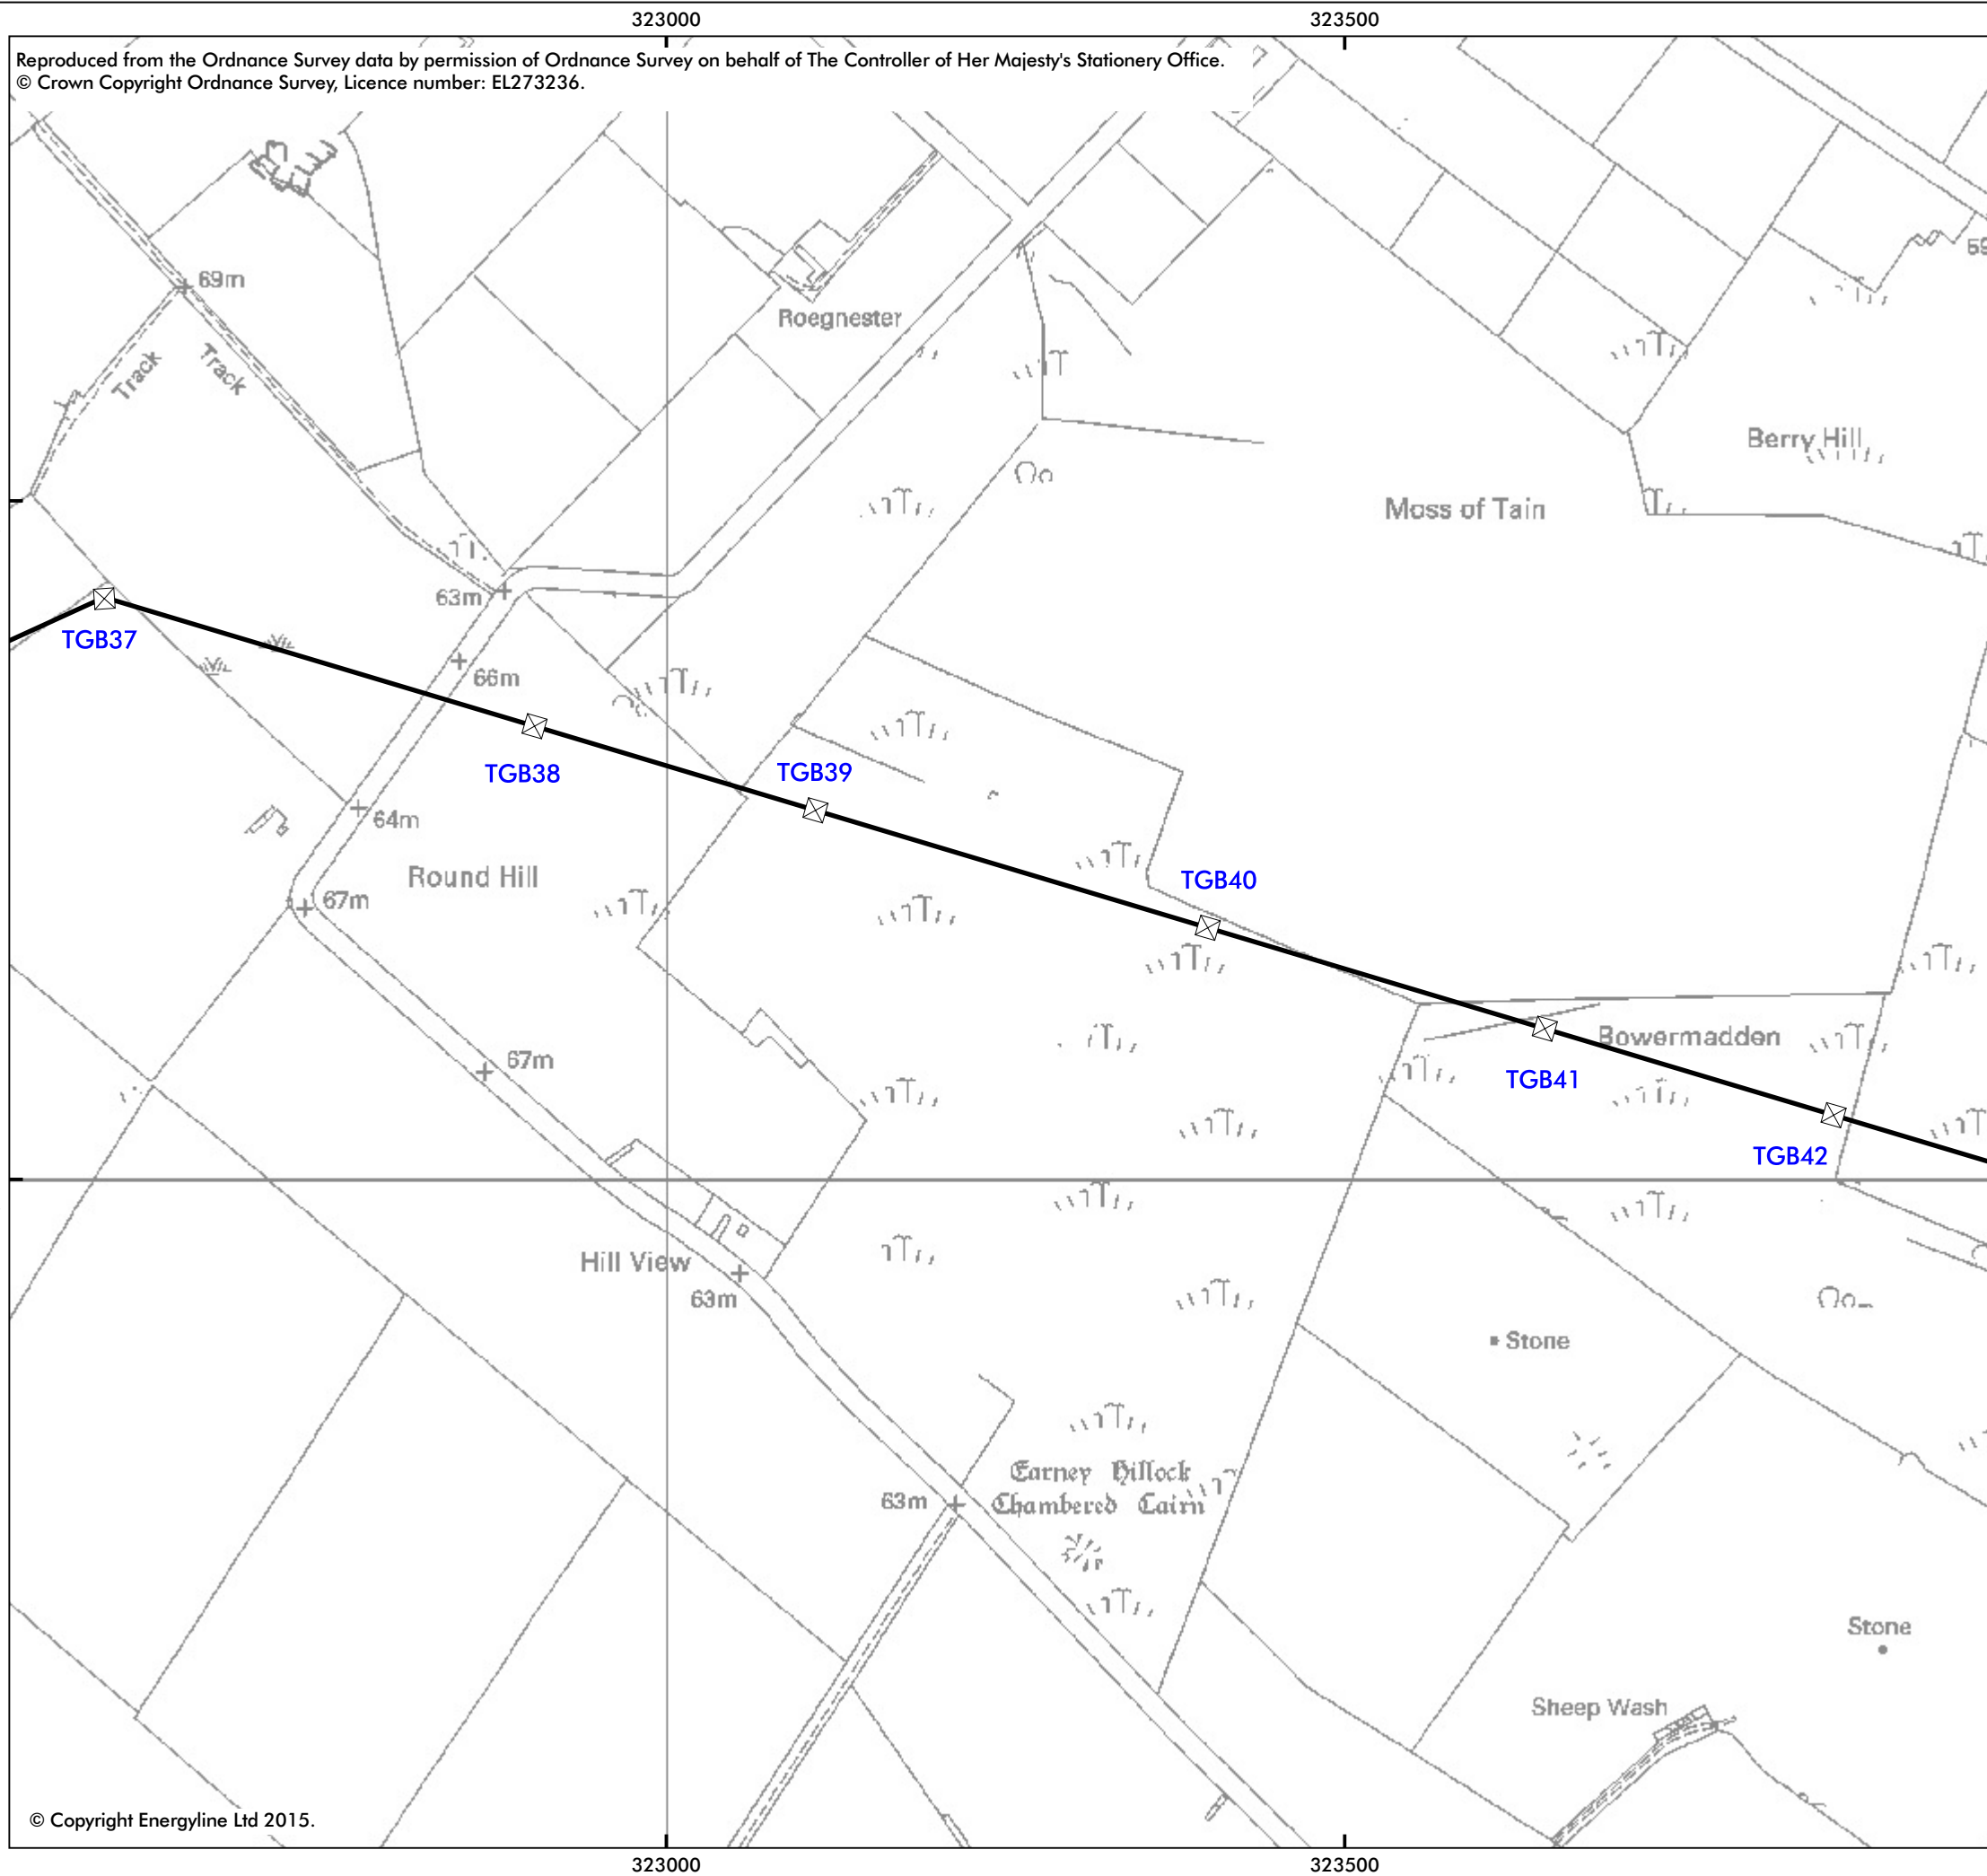 323000
323500
Reproduced from the Ordnance Survey data by permission of Ordnance Survey on behalf of The Controller of Her Majesty's Stationery Office.
© Crown Copyright Ordnance Survey, Licence number: EL273236.
69m
Roegnester
Track
Track
Berry Hill
Moss of Tain
63m
TGB37
66m
TGB38
TGB39
64m
Round Hill
TGB40
67m
Bowermadden
67m
TGB41
TGB42
Hill View
63m
Stone
Earney Hillock
Chambered Cairn
63m
Stone
Sheep Wash
© Copyright Energyline Ltd 2015.
323000
323500